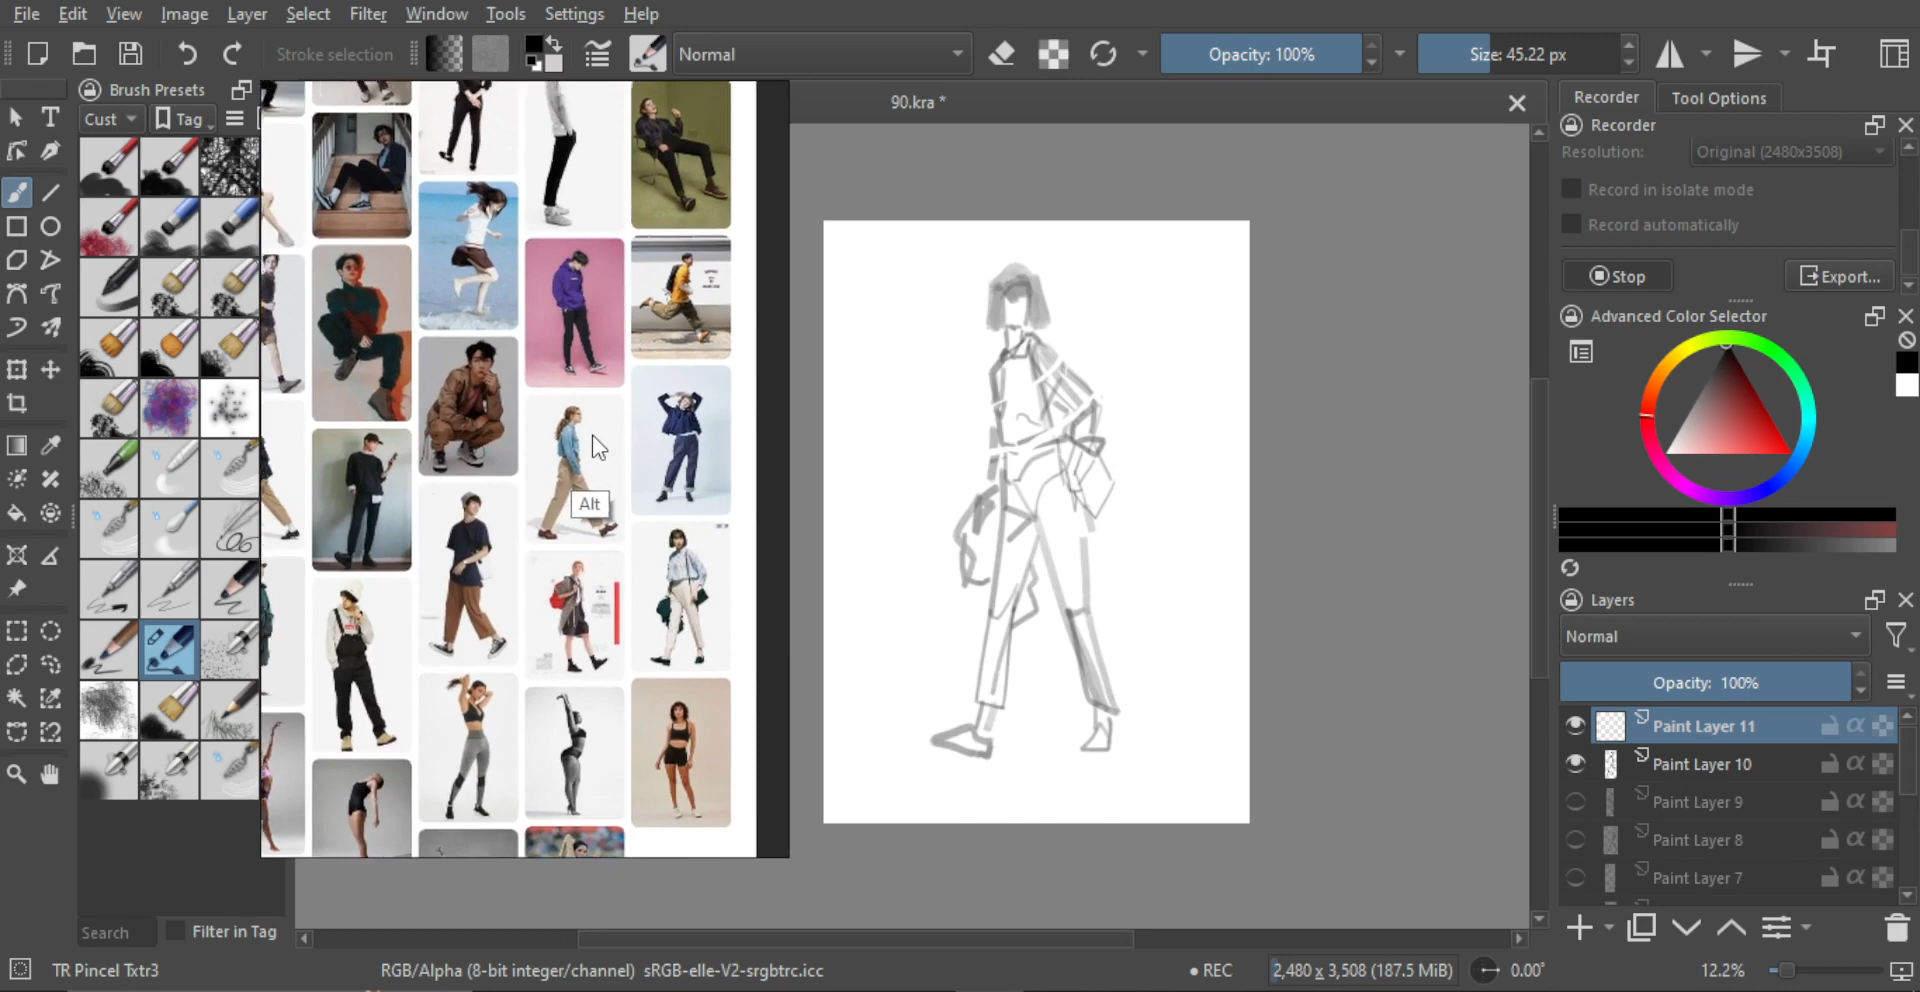 File Edit View Image Layer Select Filter Window Tools Settings Help
Stroke selection Normal Opacity: 100% Size: 45.22 px
Brush Presets
Cust Tag
90.kra *
Recorder Tool Options
Recorder
Resolution: Original (2480x3508)
Record in isolate mode
Record automatically
Stop Export...
Advanced Color Selector
Alt
Layers
Normal
Opacity: 100%
Paint Layer 11
Paint Layer 10
Paint Layer 9
Paint Layer 8
Paint Layer 7
Search Filter in Tag
TR Pincel Txtr3 RGB/Alpha (8-bit integer/channel) sRGB-elle-V2-srgbtrc.icc • REC 2,480 x 3,508 (187.5 MiB) 0.00° 12.2%